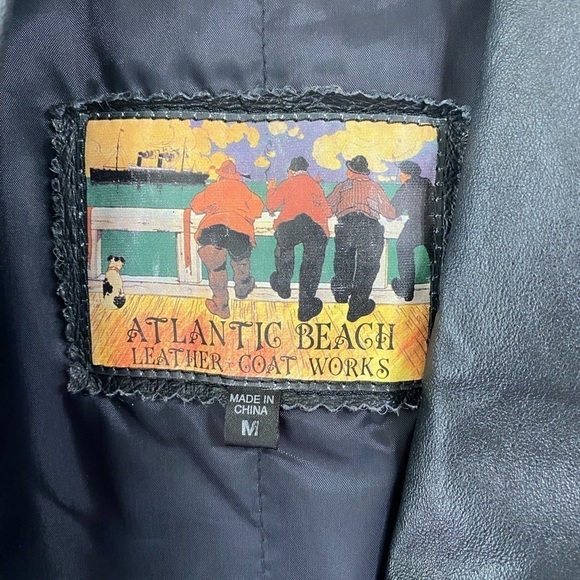 ATLANTIC BEACH
LEATHER-COAT WORKS
MADE IN
CHINA
M